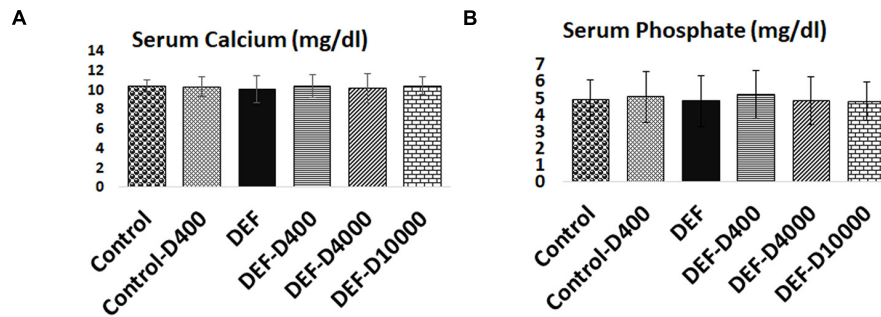 A
Serum Calcium (mg/dl)
14
12
10
8
6
4
2
0
Control
Control-D400
DEF
DEF-D400
DEF-D4000
DEF-D10000
B
Serum Phosphate (mg/dl)
7
6
5
4
3
2
1
0
Control
Control-D400
DEF
DEF-D400
DEF-D4000
DEF-D10000